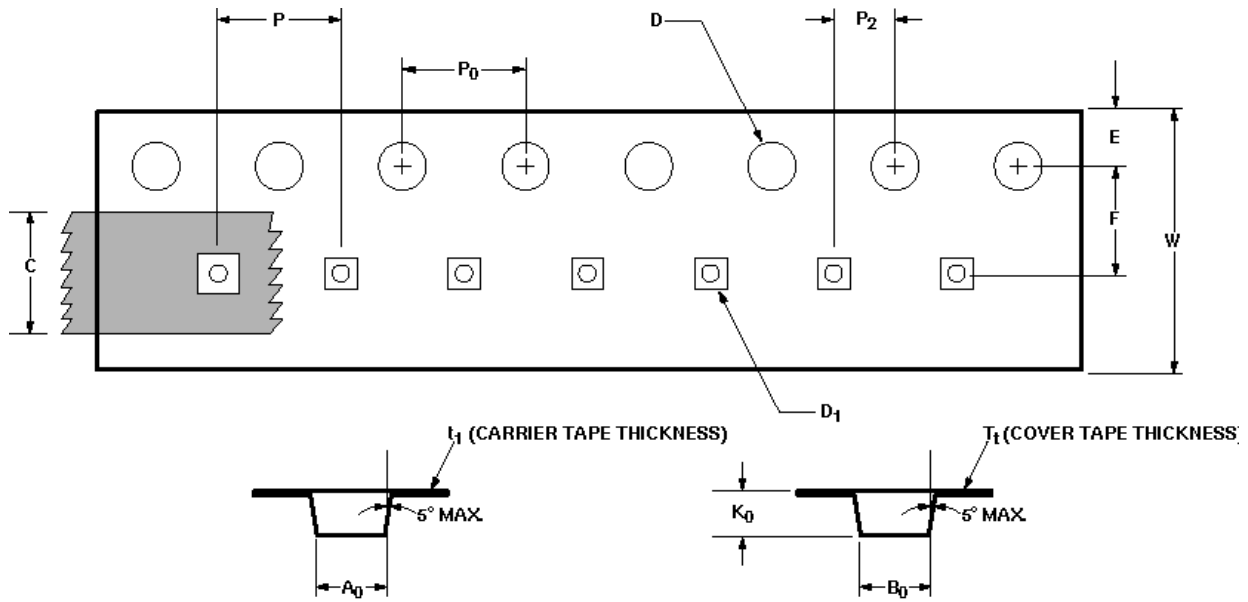 P
D
P₂
P₀
E
F
W
C
D₁
t₁ (CARRIER TAPE THICKNESS)
Tₜ (COVER TAPE THICKNESS)
5° MAX.
K₀
5° MAX.
A₀
B₀